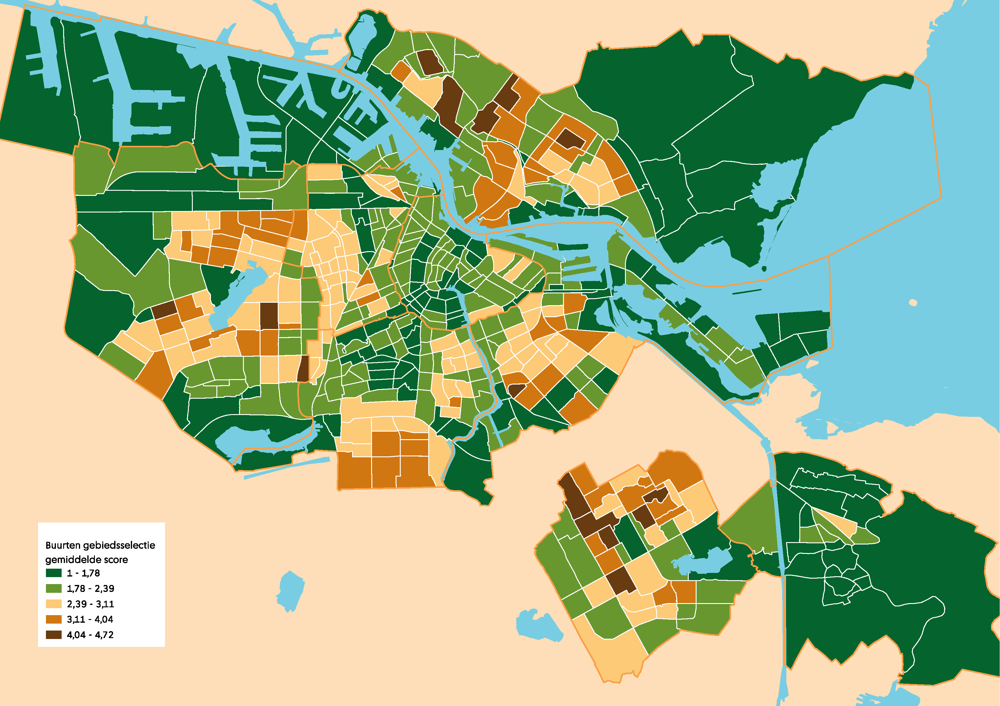 Buurten gebiedsselectie
gemiddelde score
1 - 1,78
1,78 - 2,39
2,39 - 3,11
3,11 - 4,04
4,04 - 4,72